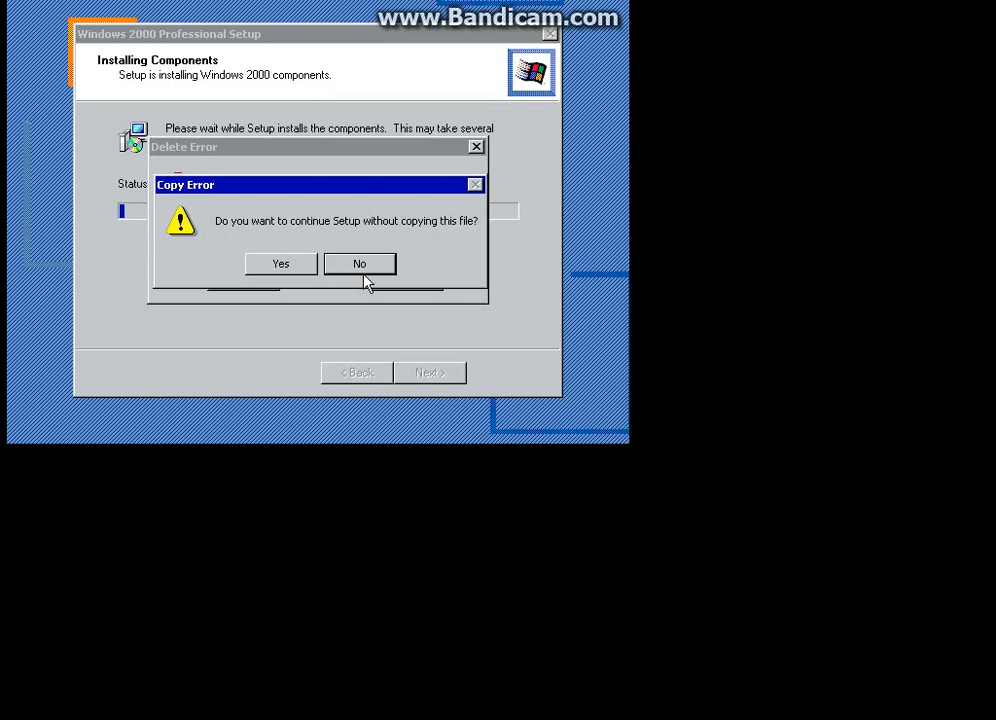 www.Bandicam.com
Windows 2000 Professional Setup
Installing Components
Setup is installing Windows 2000 components.
Please wait while Setup installs the components. This may take several
Delete Error
Status
Copy Error
Do you want to continue Setup without copying this file?
Yes No
< Back Next >